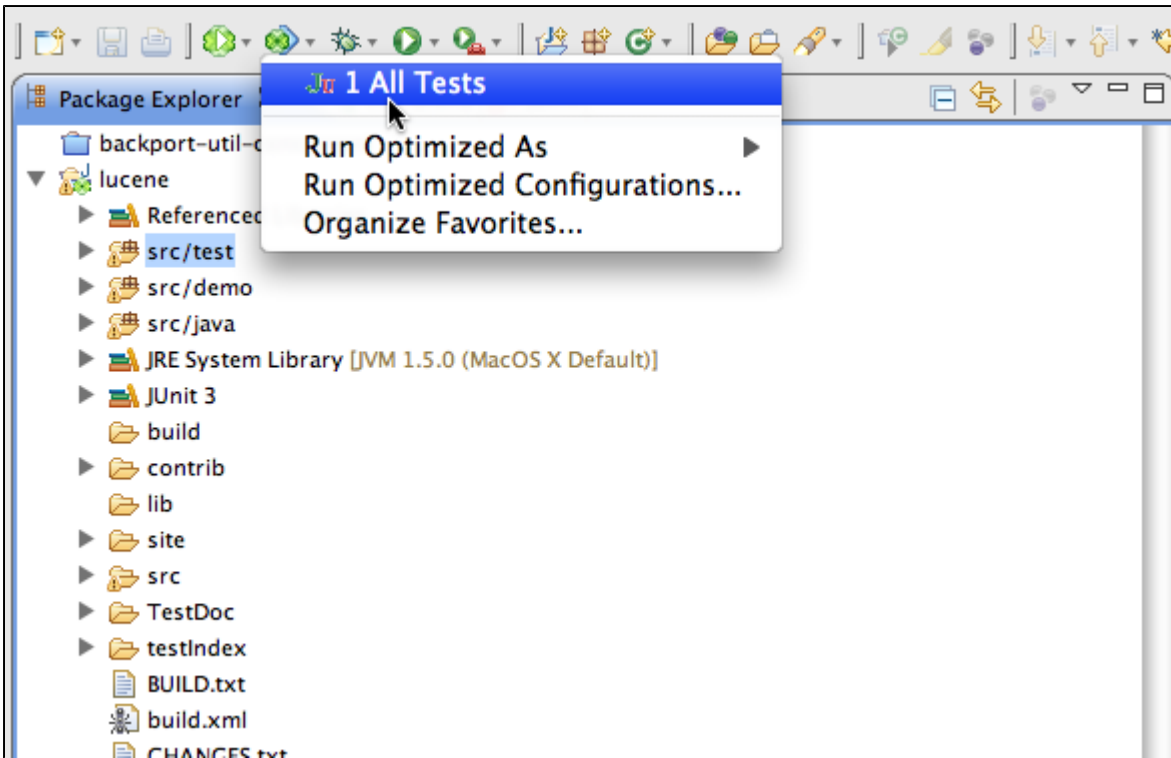 1 All Tests
Package Explorer
Run Optimized As
Run Optimized Configurations...
Organize Favorites...
backport-util-
lucene
Referenced
src/test
src/demo
src/java
JRE System Library [JVM 1.5.0 (MacOS X Default)]
JUnit 3
build
contrib
lib
site
src
TestDoc
testIndex
BUILD.txt
build.xml
CHANGES.txt